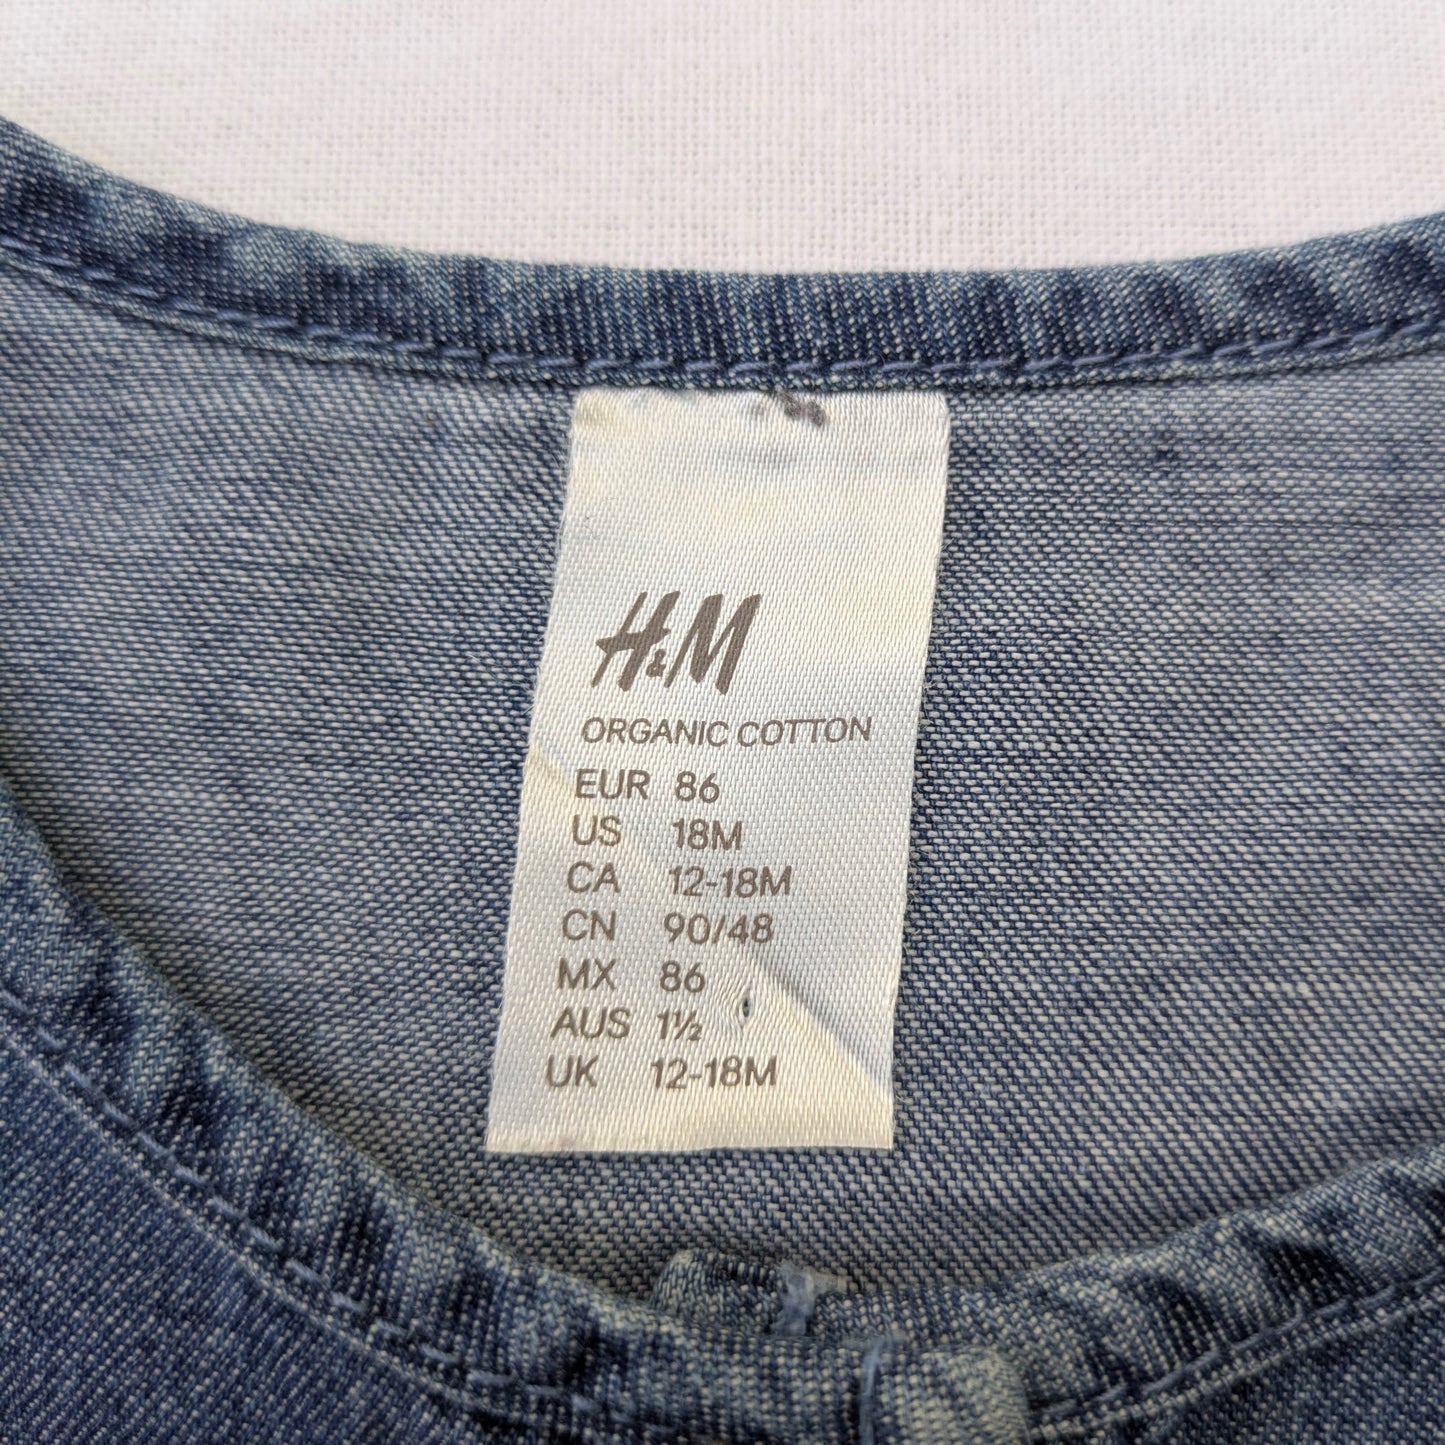 H&M
ORGANIC COTTON
EUR 86
US 18M
CA 12-18M
CN 90/48
MX 86
AUS 1½
UK 12-18M